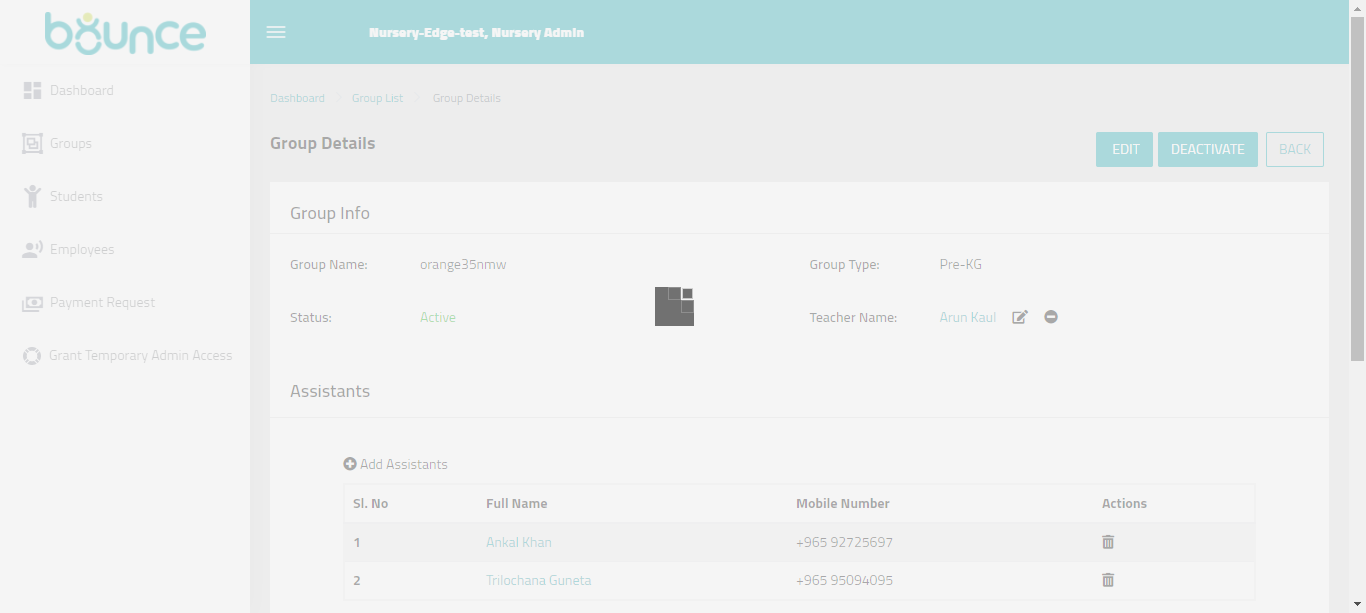 bounce
Nursery-Edge-test, Nursery Admin
Dashboard
Groups
Students
Employees
Payment Request
Grant Temporary Admin Access
Dashboard Group List Group Details
Group Details
EDIT DEACTIVATE BACK
Group Info
Group Name: orange35nmw Group Type: Pre-KG
Status: Active Teacher Name: Arun Kaul
Assistants
Add Assistants
Sl. No Full Name Mobile Number Actions
1 Ankal Khan +965 92725697
2 Trilochana Guneta +965 95094095